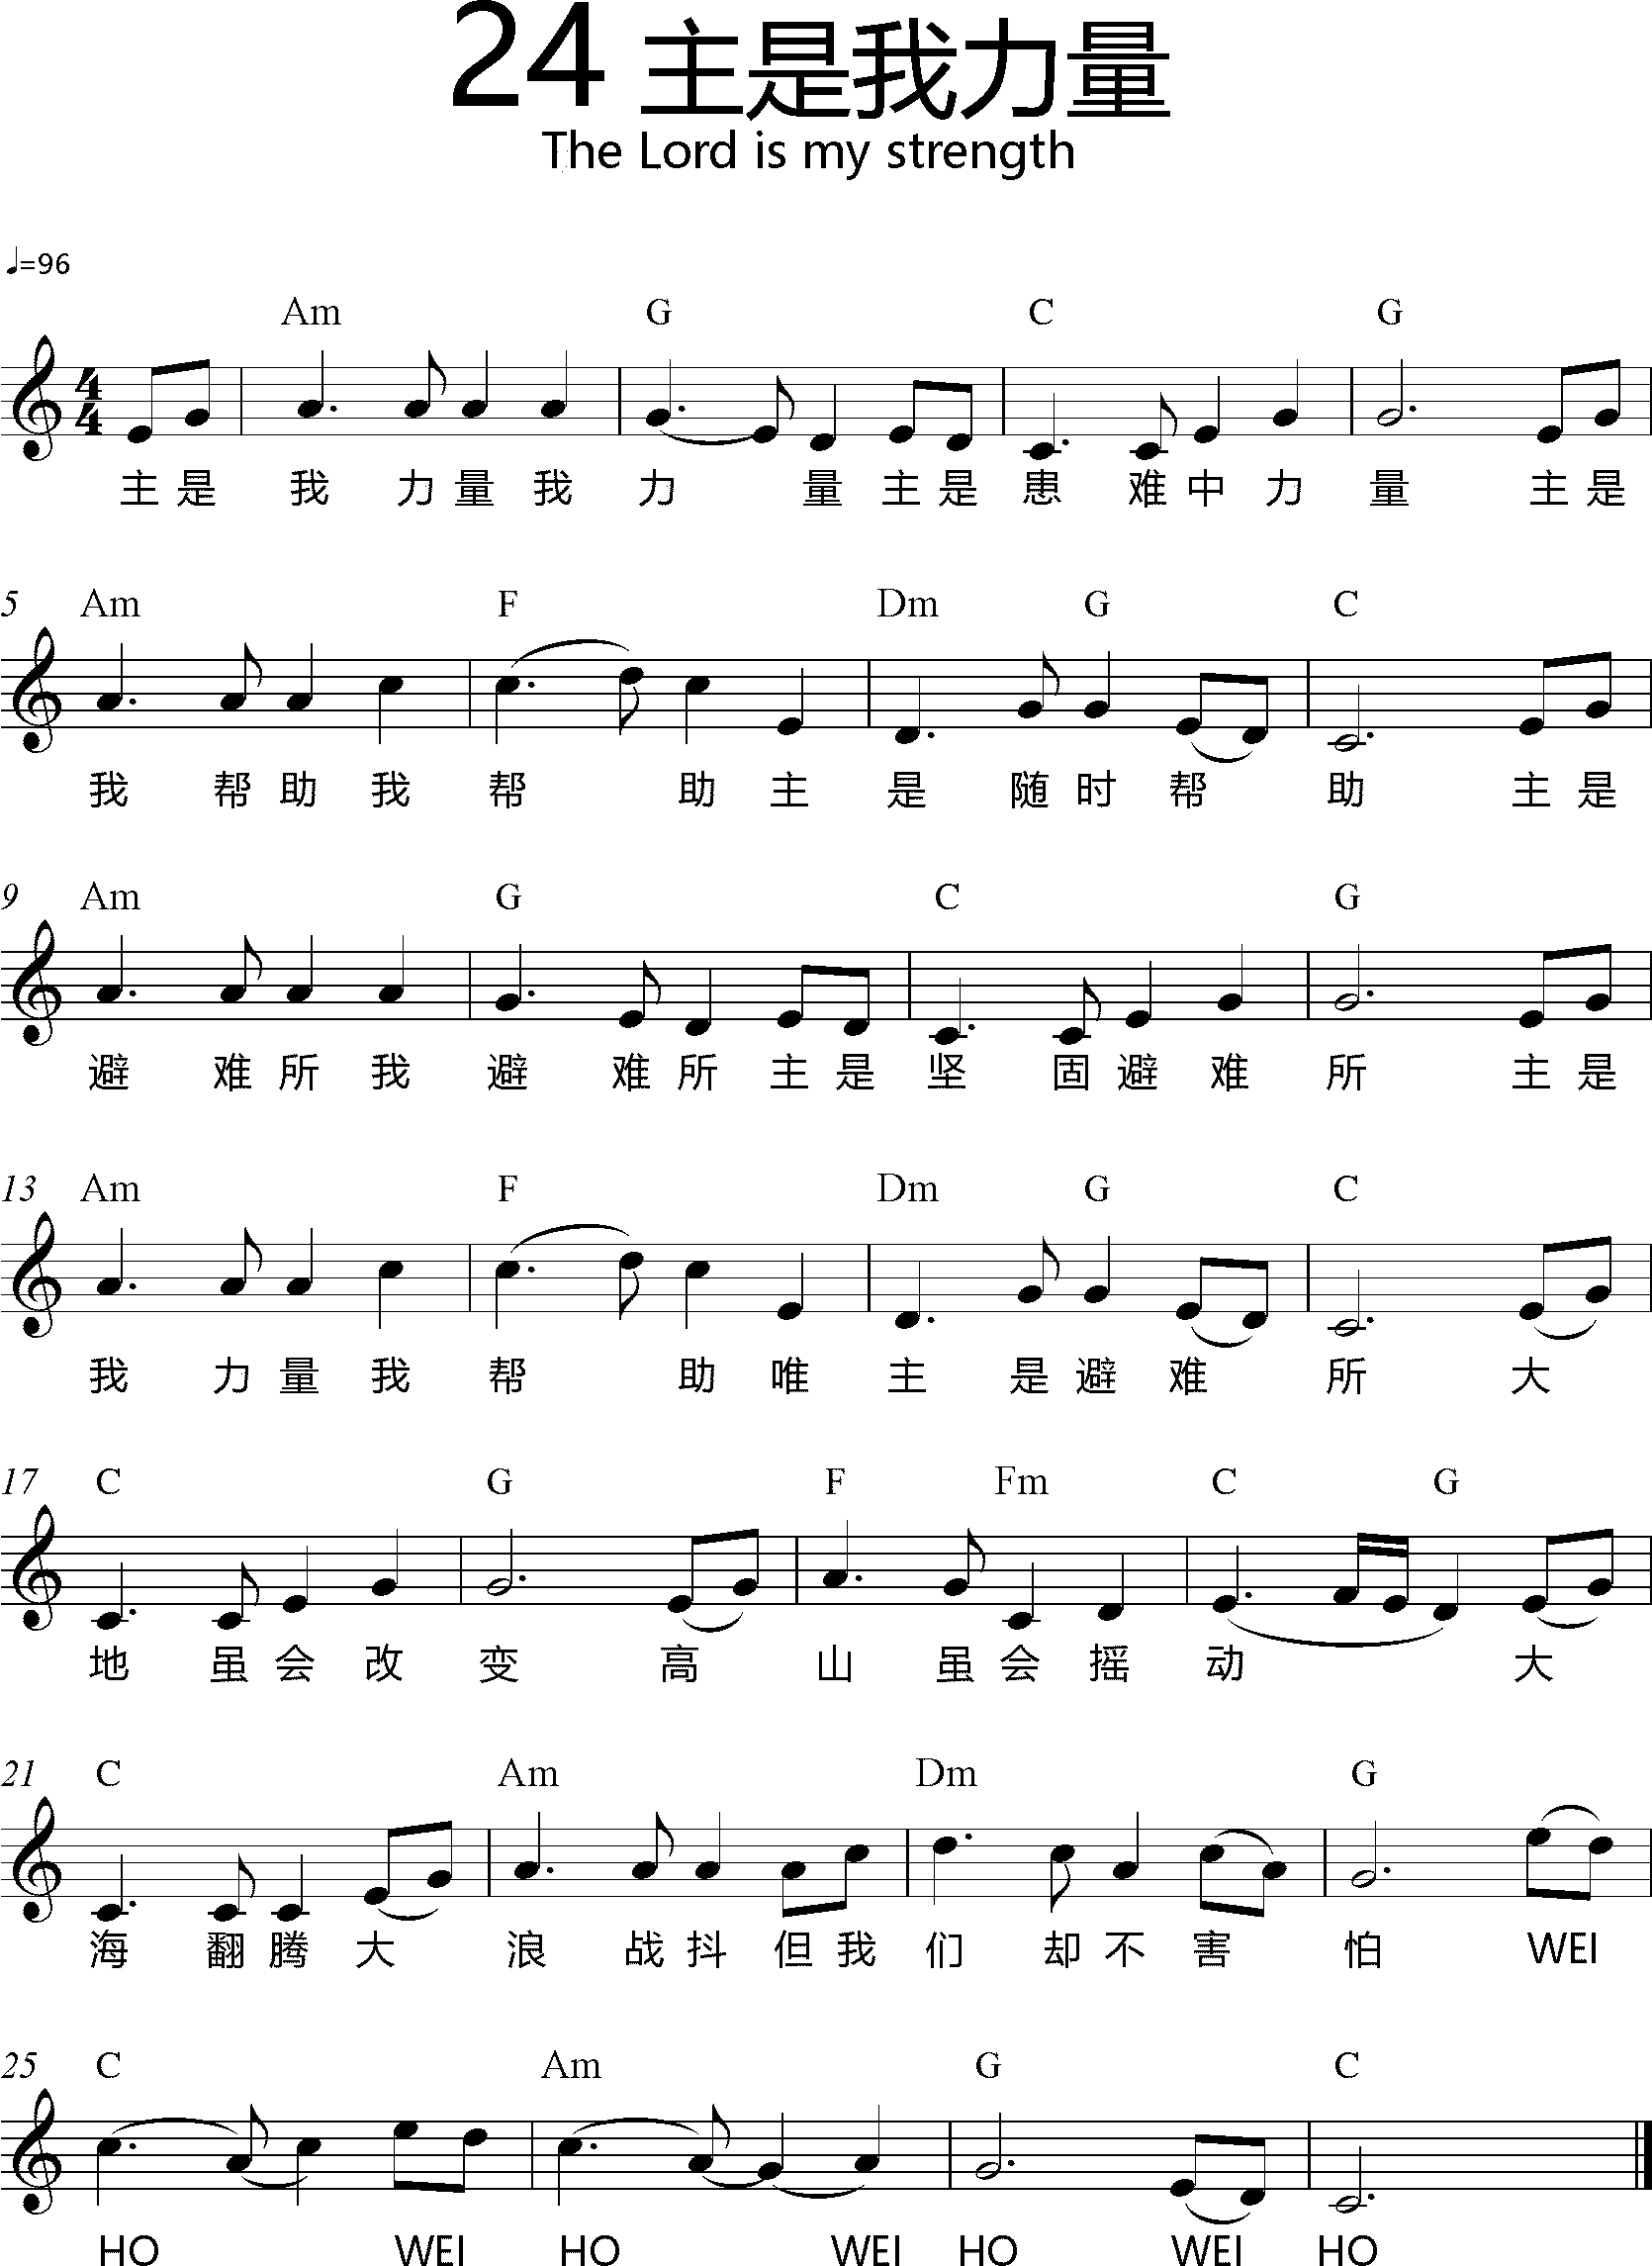 24 主是我力量
The Lord is my strength
♩=96
Am G C G
主是 我 力量我 力 量主是患 难中力 量 主是
5 Am F Dm G C
我 帮助我 帮 助主 是 随时帮 助 主是
9 Am G C G
避 难所我 避 难所主是坚 固避难 所 主是
13 Am F Dm G C
我 力量我 帮 助唯 主 是避难 所 大
17 C G F Fm C G
地 虽会改 变 高 山 虽会摇 动 大
21 C Am Dm G
海 翻腾大 浪 战抖但我们 却不害 怕 WEI
25 C Am G C
HO WEI HO WEI HO WEI HO